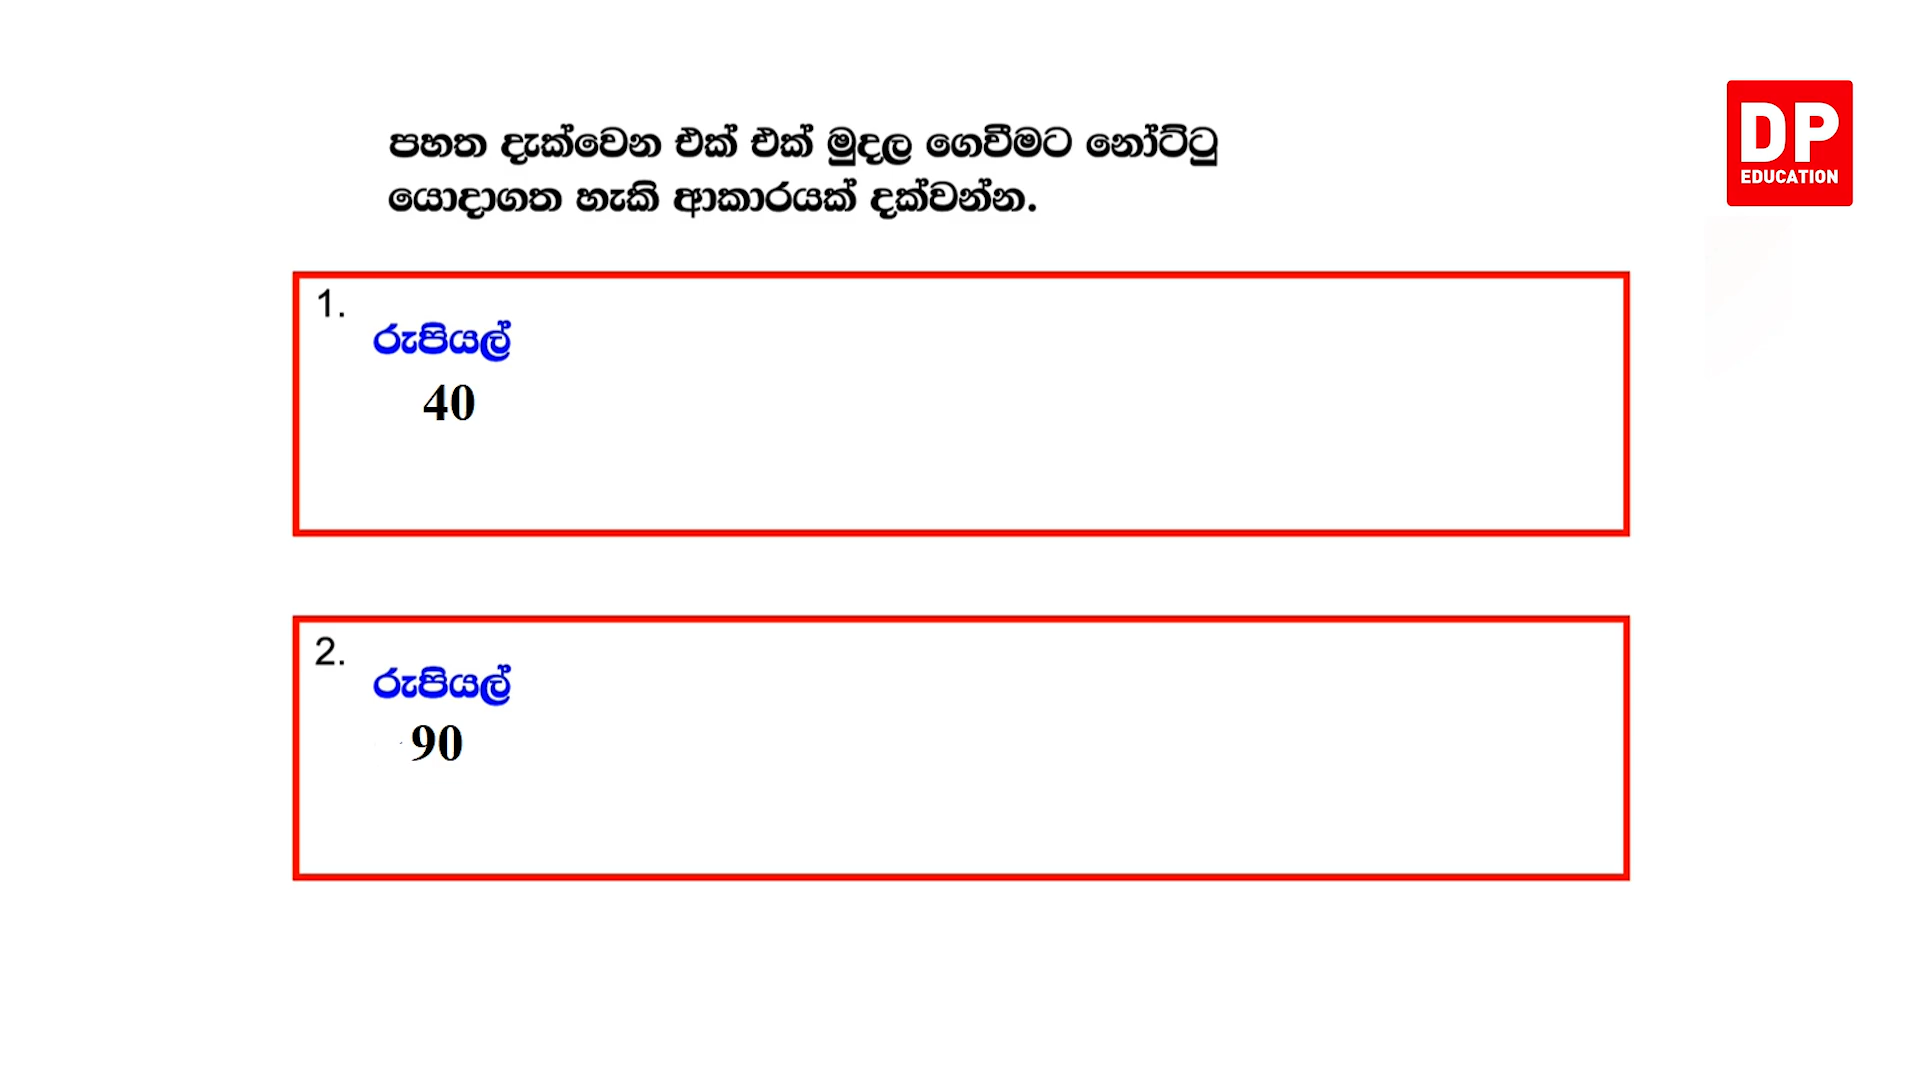 DP
EDUCATION
පහත දැක්වෙන එක් එක් මුදල ගෙවීමට නෝට්ටු
යොදාගත හැකි ආකාරයක් දක්වන්න.
1.
රුපියල්
40
2.
රුපියල්
90